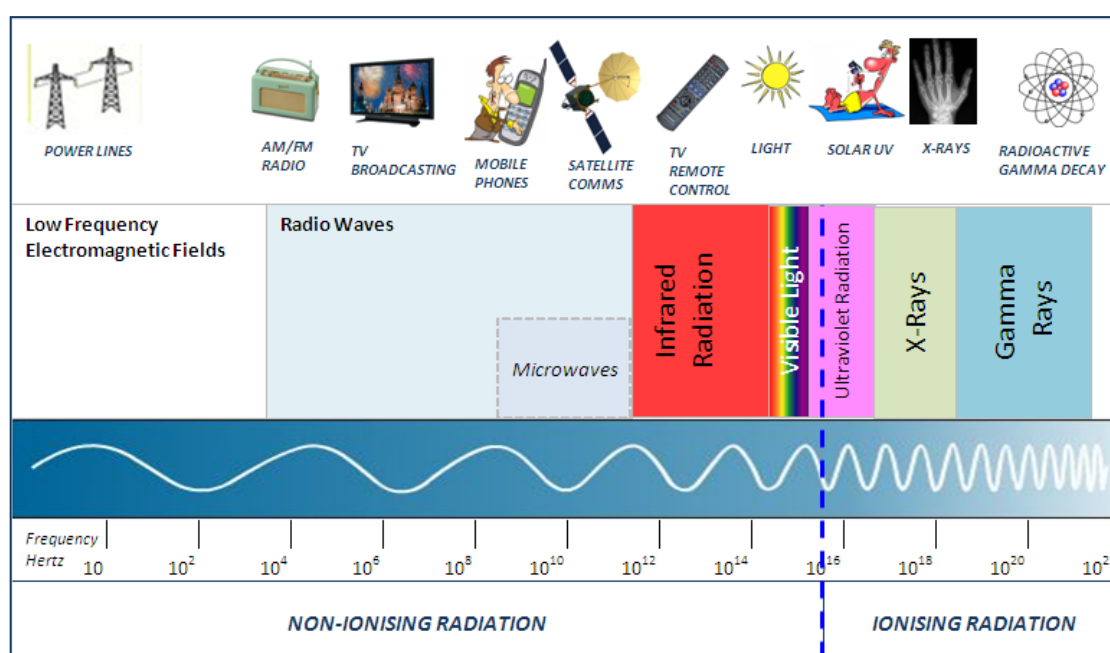 POWER LINES
AM/FM
RADIO
TV
BROADCASTING
MOBILE
PHONES
SATELLITE
COMMS
TV
REMOTE
CONTROL
LIGHT
SOLAR UV
X-RAYS
RADIOACTIVE
GAMMA DECAY
Low Frequency
Electromagnetic Fields
Radio Waves
Microwaves
Infrared
Radiation
Visible Light
Ultraviolet Radiation
X-Rays
Gamma
Rays
Frequency
Hertz
10 10² 10⁴ 10⁶ 10⁸ 10¹⁰ 10¹² 10¹⁴ 10¹⁶ 10¹⁸ 10²⁰
NON-IONISING RADIATION
IONISING RADIATION